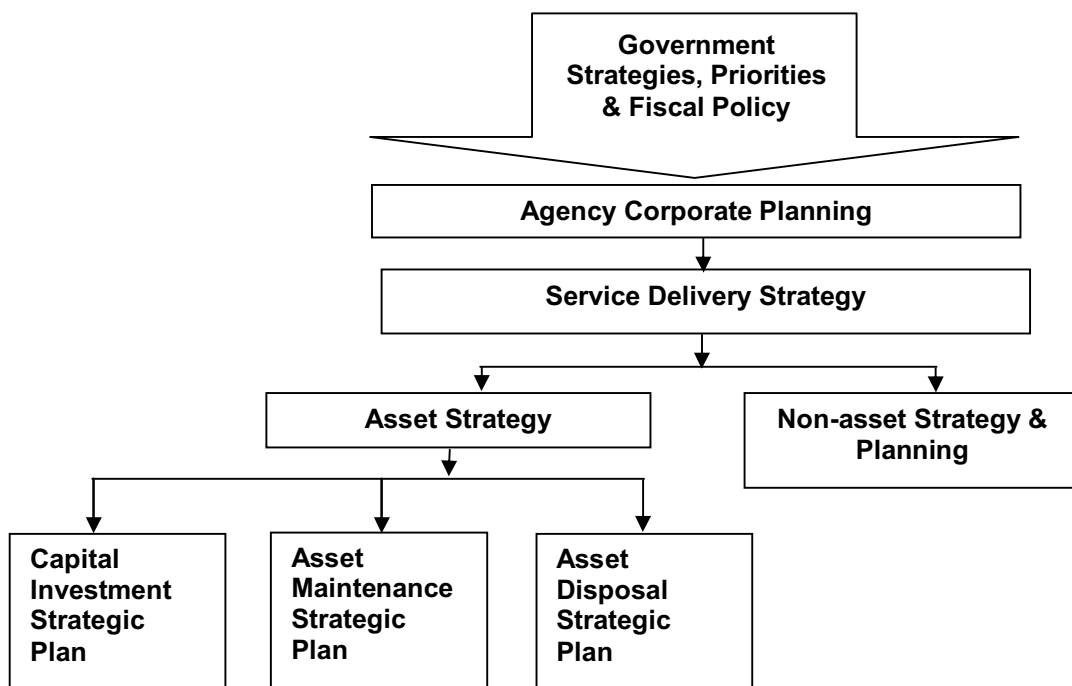 Government
Strategies, Priorities
& Fiscal Policy
Agency Corporate Planning
Service Delivery Strategy
Asset Strategy
Non-asset Strategy &
Planning
Capital
Investment
Strategic
Plan
Asset
Maintenance
Strategic
Plan
Asset
Disposal
Strategic
Plan